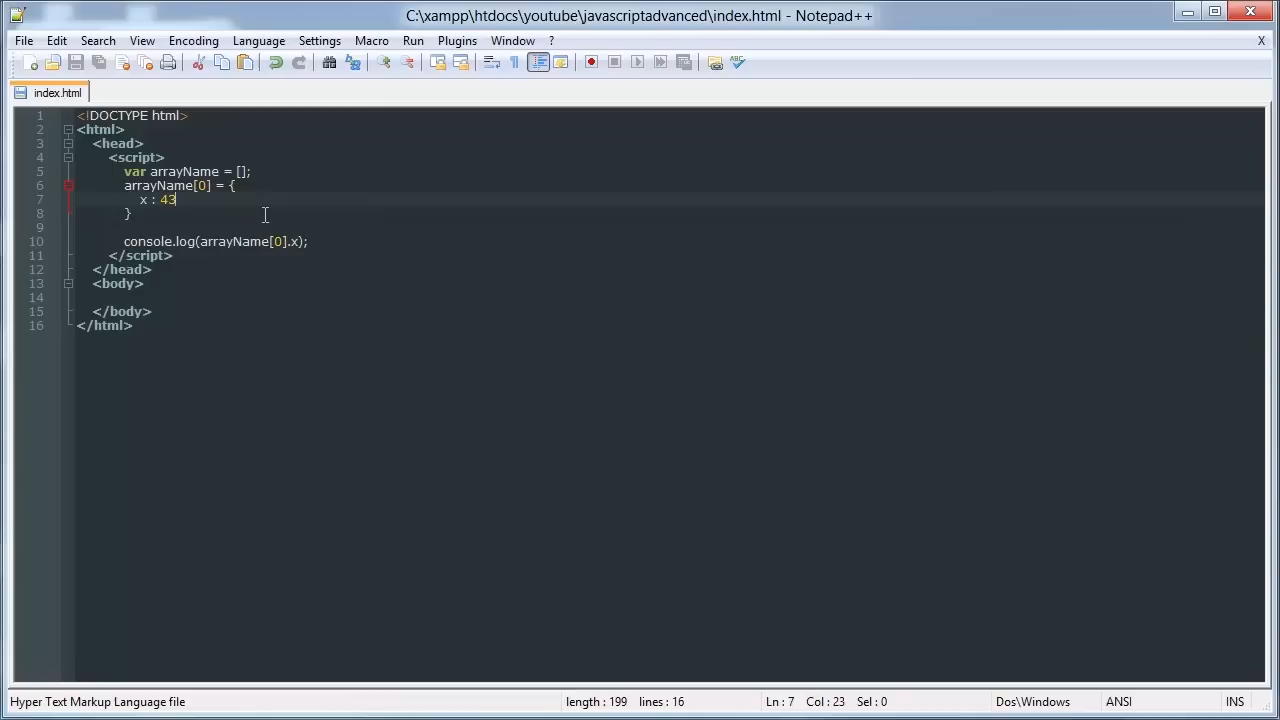 C:\xampp\htdocs\youtube\javascriptadvanced\index.html - Notepad++
File Edit Search View Encoding Language Settings Macro Run Plugins Window ? X
index.html
1 <!DOCTYPE html>
2 <html>
3 <head>
4 <script>
5 var arrayName = [];
6 arrayName[0] = {
7 x : 43
8 }
9
10 console.log(arrayName[0].x);
11 </script>
12 </head>
13 <body>
14
15 </body>
16 </html>
Hyper Text Markup Language file length : 199 lines : 16 Ln : 7 Col : 23 Sel : 0 Dos\Windows ANSI INS